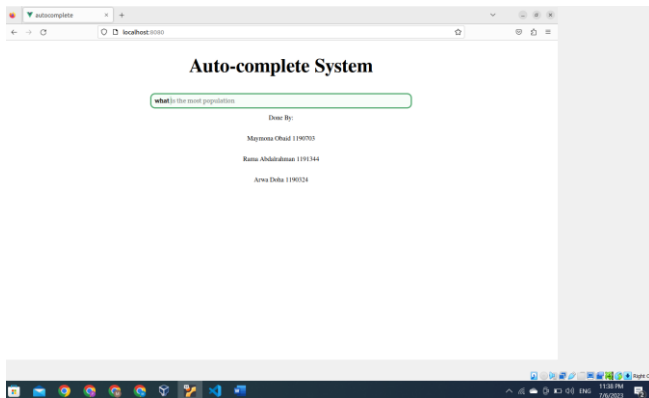 autocomplete
localhost:8080
Auto-complete System
what is the most population
Done By:
Maymona Obaid 1190703
Rama Abdalrahman 1191344
Arwa Doha 1190324
Right C
ENG
11:38 PM
7/6/2023